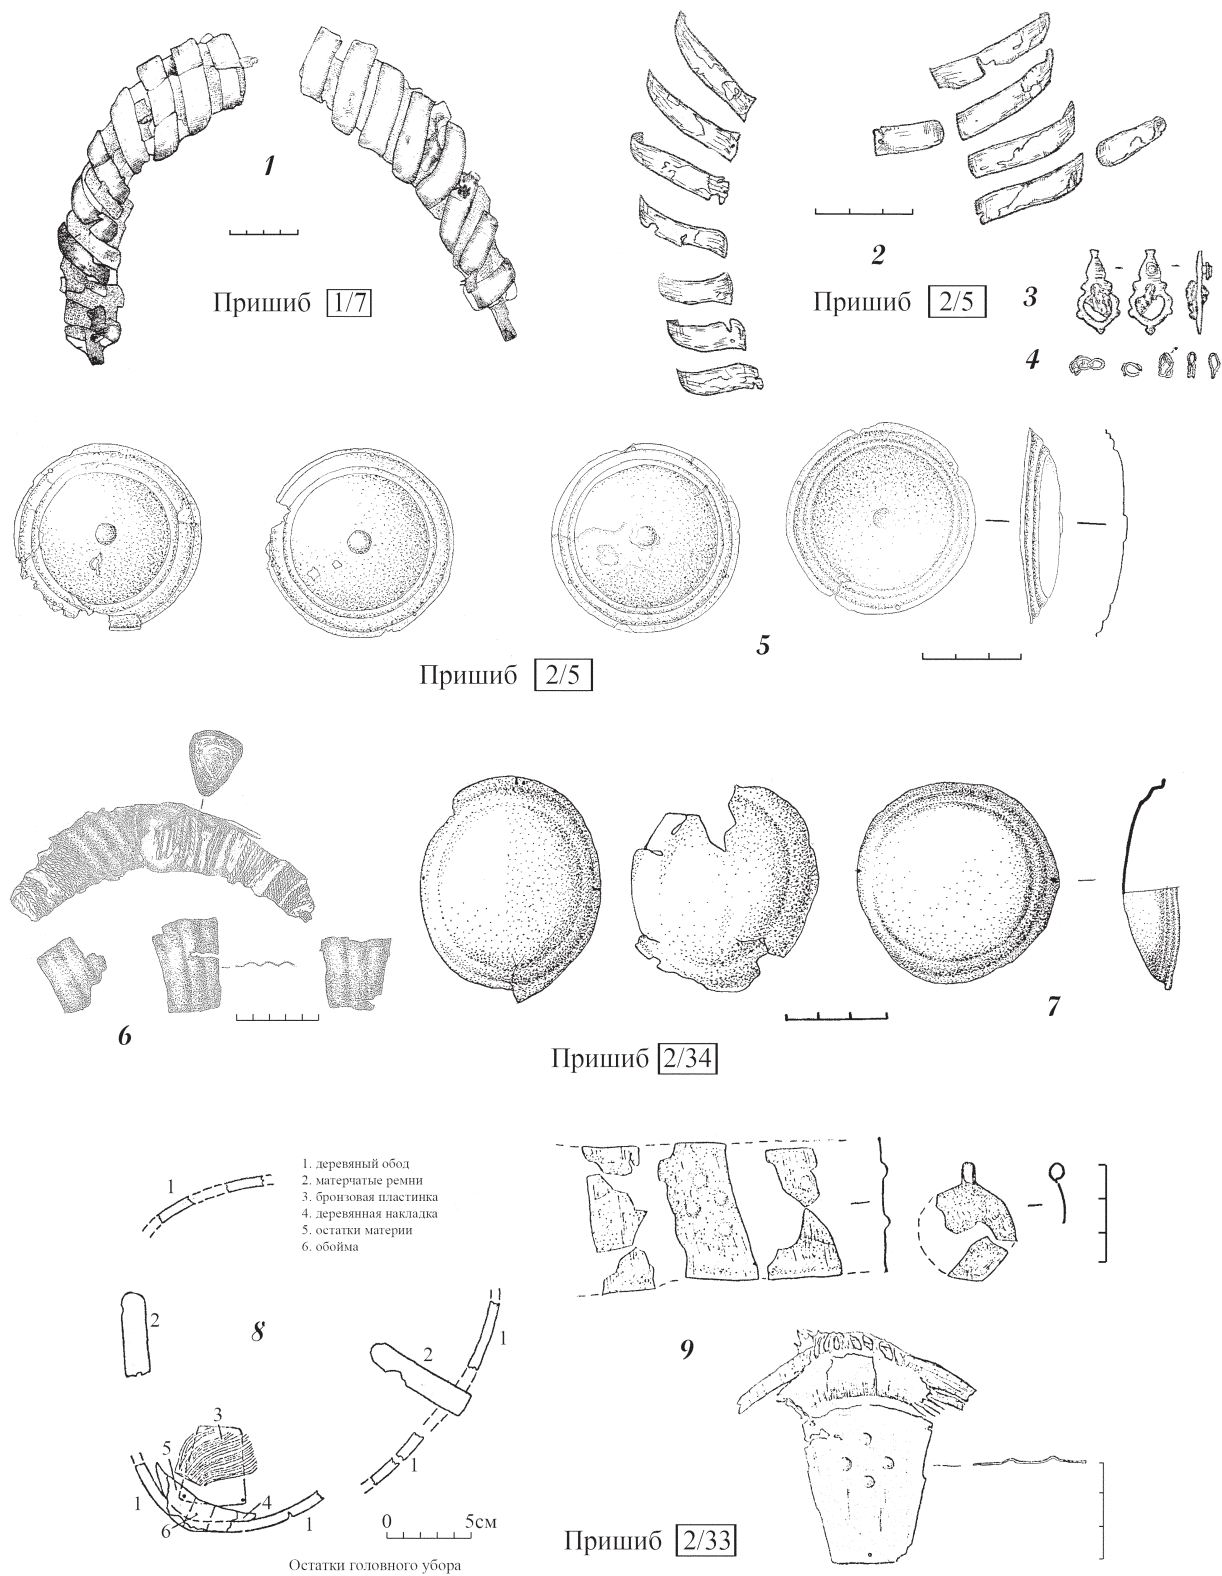 1
Пришиб 1/7
2
Пришиб 2/5
3
4
5
Пришиб 2/5
6
7
Пришиб 2/34
1
1. деревяный обод
2. матерчатые ремни
3. бронзовая пластинка
4. деревянная накладка
5. остатки материи
6. обойма
2
8
2
1
9
3
5
1
1
4
6
1
0 5см
Остатки головного убора
Пришиб 2/33